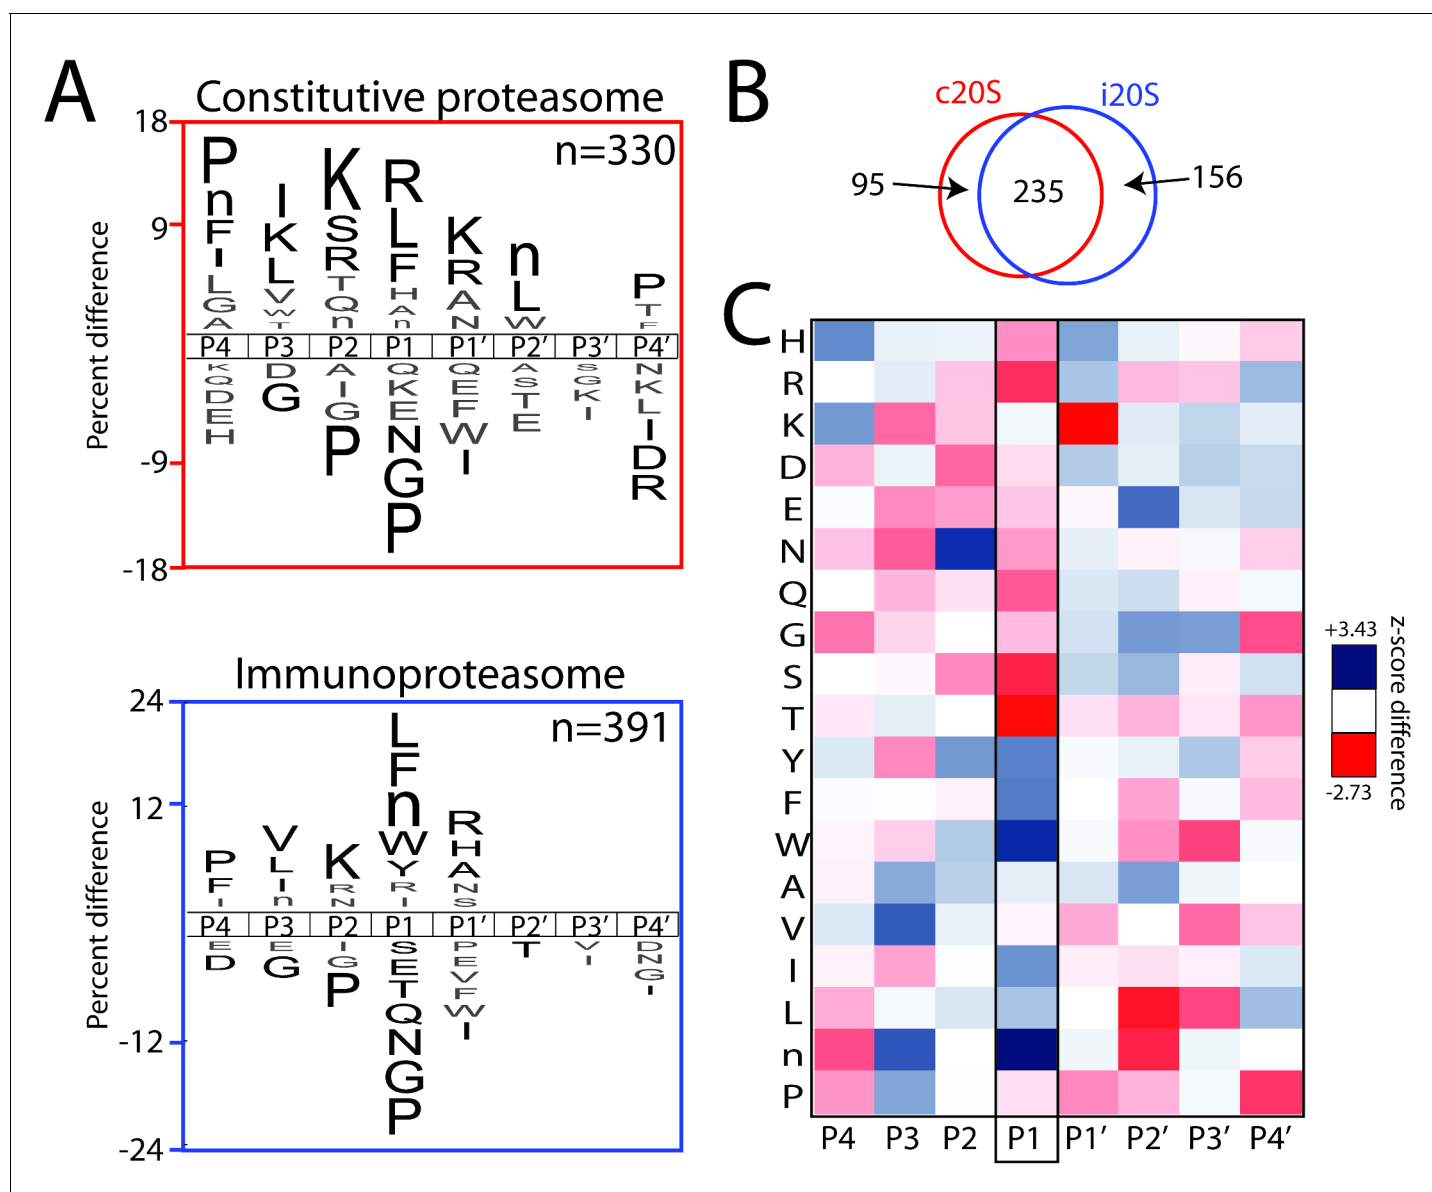 A
Constitutive proteasome
n=330
18
9
-9
-18
Percent difference
P I K R K n P
n K S L R L T
F L R F A W F
I V T H N
L W Q A
G T n n
A
P4 P3 P2 P1 P1′ P2′ P3′ P4′
K D A Q Q A S N
Q G I K E S G K
D G E F T K L
E P N W E I I
H G I D
P R
Immunoproteasome
n=391
24
12
-12
-24
Percent difference
L
F
n
P V K W R
F L R Y H
I I N R A
n I N
S
P4 P3 P2 P1 P1′ P2′ P3′ P4′
E E I S P T V D
D G G E E I N
P T V G
Q F I
N W
G I
P
B
c20S
i20S
95
235
156
C
H
R
K
D
E
N
Q
G
S
T
Y
F
W
A
V
I
L
n
P
P4 P3 P2 P1 P1′ P2′ P3′ P4′
+3.43
-2.73
z-score difference